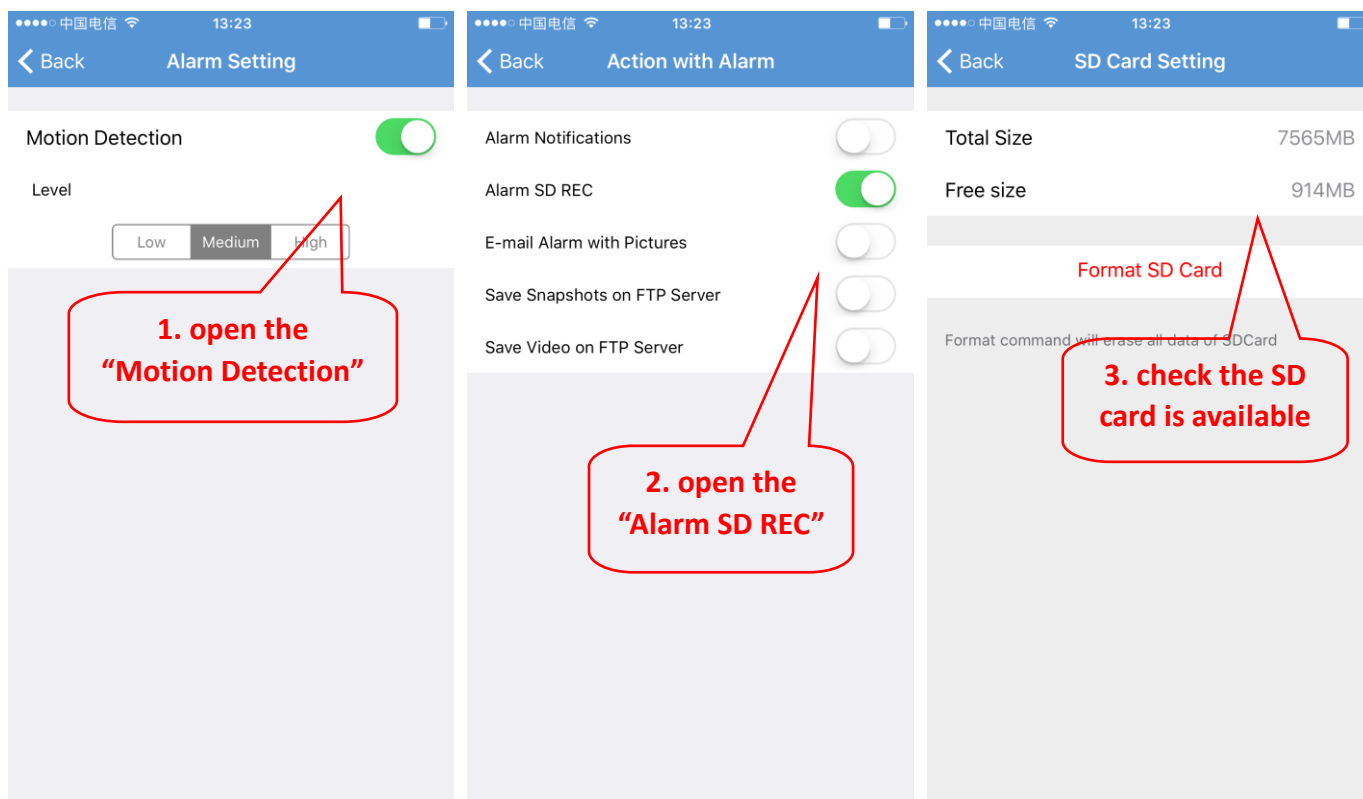 中国电信 13:23
Back Alarm Setting
Motion Detection
Level
Low Medium High
1. open the
“Motion Detection”
中国电信 13:23
Back Action with Alarm
Alarm Notifications
Alarm SD REC
E-mail Alarm with Pictures
Save Snapshots on FTP Server
Save Video on FTP Server
2. open the
“Alarm SD REC”
中国电信 13:23
Back SD Card Setting
Total Size 7565MB
Free size 914MB
Format SD Card
Format command will erase all data of SDCard
3. check the SD
card is available